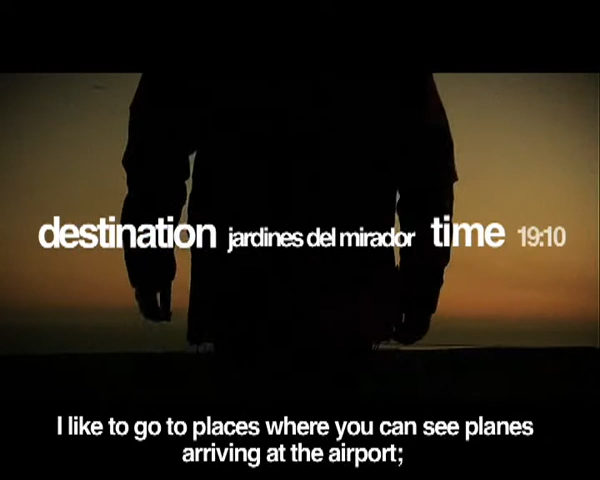 destination jardines del mirador time 19:10
I like to go to places where you can see planes
arriving at the airport;